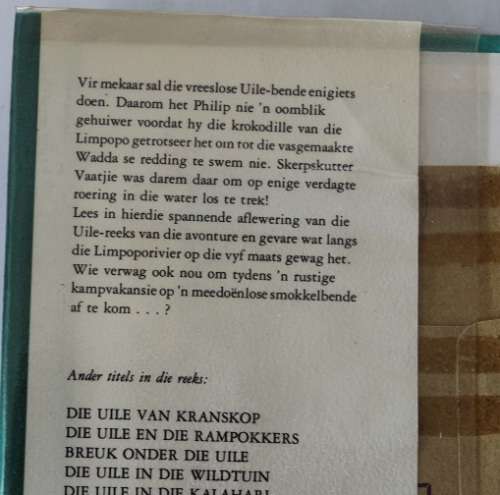 Vir mekaar sal die vreeslose Uile-bende enigiets
doen. Daarom het Philip nie 'n oomblik
gehuiwer voordat hy die krokodille van die
Limpopo getrotseer het om tot die vasgemaakte
Wadda se redding te swem nie. Skerpskutter
Vaatjie was darem daar om op enige verdagte
roering in die water los te trek!
Lees in hierdie spannende aflewering van die
Uile-reeks van die avonture en gevare wat langs
die Limpoporivier op die vyf maats gewag het.
Wie verwag ook nou om tydens 'n rustige
kampvakansie op 'n meedoënlose smokkelbende
af te kom . . . ?
Ander titels in die reeks:
DIE UILE VAN KRANSKOP
DIE UILE EN DIE RAMPOKKERS
BREUK ONDER DIE UILE
DIE UILE IN DIE WILDTUIN
DIE UILE IN DIE KALAHARI